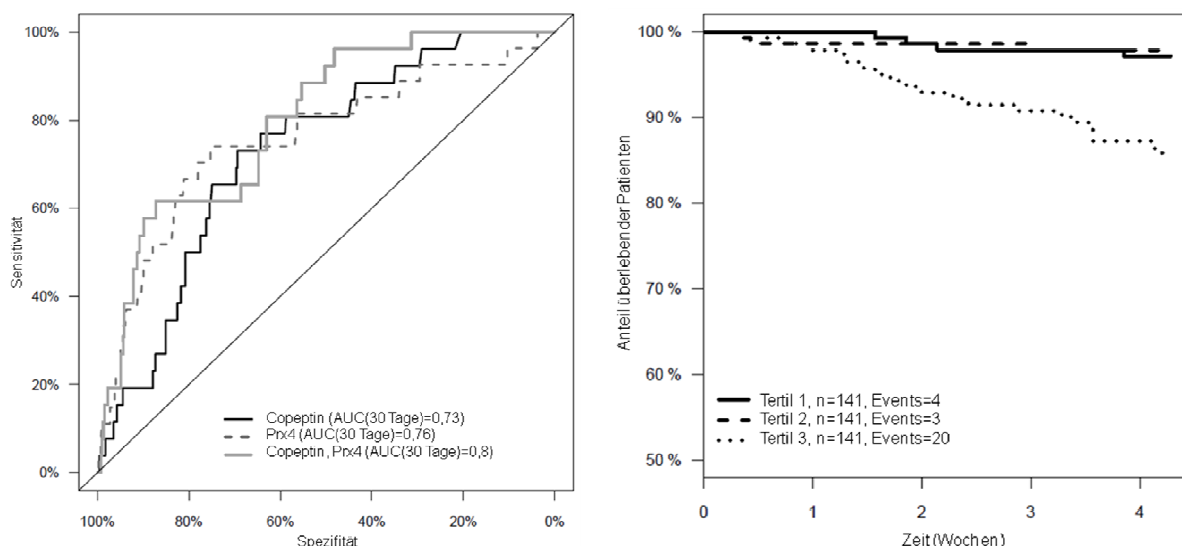 100%
80%
60%
40%
20%
0%
Sensitivität
Copeptin (AUC(30 Tage)=0,73)
Prx4 (AUC(30 Tage)=0,76)
Copeptin, Prx4 (AUC(30 Tage)=0,8)
100%
80%
60%
40%
20%
0%
Spezifität
100 %
90 %
80 %
70 %
60 %
50 %
Anteil überlebender Patienten
Tertil 1, n=141, Events=4
Tertil 2, n=141, Events=3
Tertil 3, n=141, Events=20
0
1
2
3
4
Zeit (Wochen)